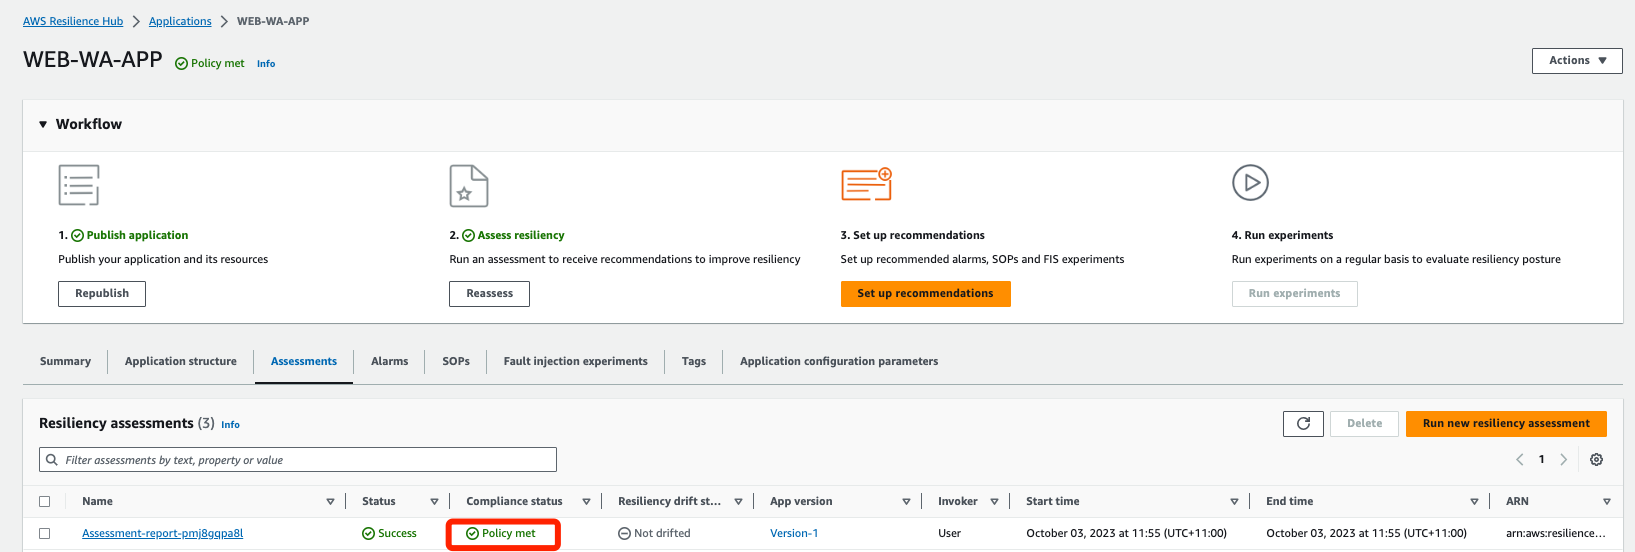 AWS Resilience Hub > Applications > WEB-WA-APP
WEB-WA-APP Policy met Info
Actions
Workflow
1. Publish application
Publish your application and its resources
Republish
2. Assess resiliency
Run an assessment to receive recommendations to improve resiliency
Reassess
3. Set up recommendations
Set up recommended alarms, SOPs and FIS experiments
Set up recommendations
4. Run experiments
Run experiments on a regular basis to evaluate resiliency posture
Run experiments
Summary Application structure Assessments Alarms SOPs Fault injection experiments Tags Application configuration parameters
Resiliency assessments (3) Info
Delete Run new resiliency assessment
Filter assessments by text, property or value
1
Name Status Compliance status Resiliency drift st... App version Invoker Start time End time ARN
Assessment-report-pmj8gqpa8l Success Policy met Not drifted Version-1 User October 03, 2023 at 11:55 (UTC+11:00) October 03, 2023 at 11:55 (UTC+11:00) arn:aws:resilience...